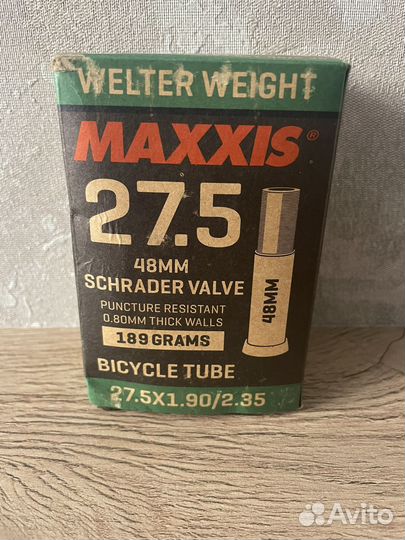 WELTER WEIGHT
MAXXIS®
27.5
48MM
SCHRADER VALVE
PUNCTURE RESISTANT
0.80MM THICK WALLS
189 GRAMS
BICYCLE TUBE
48MM
27.5X1.90/2.35
Avito